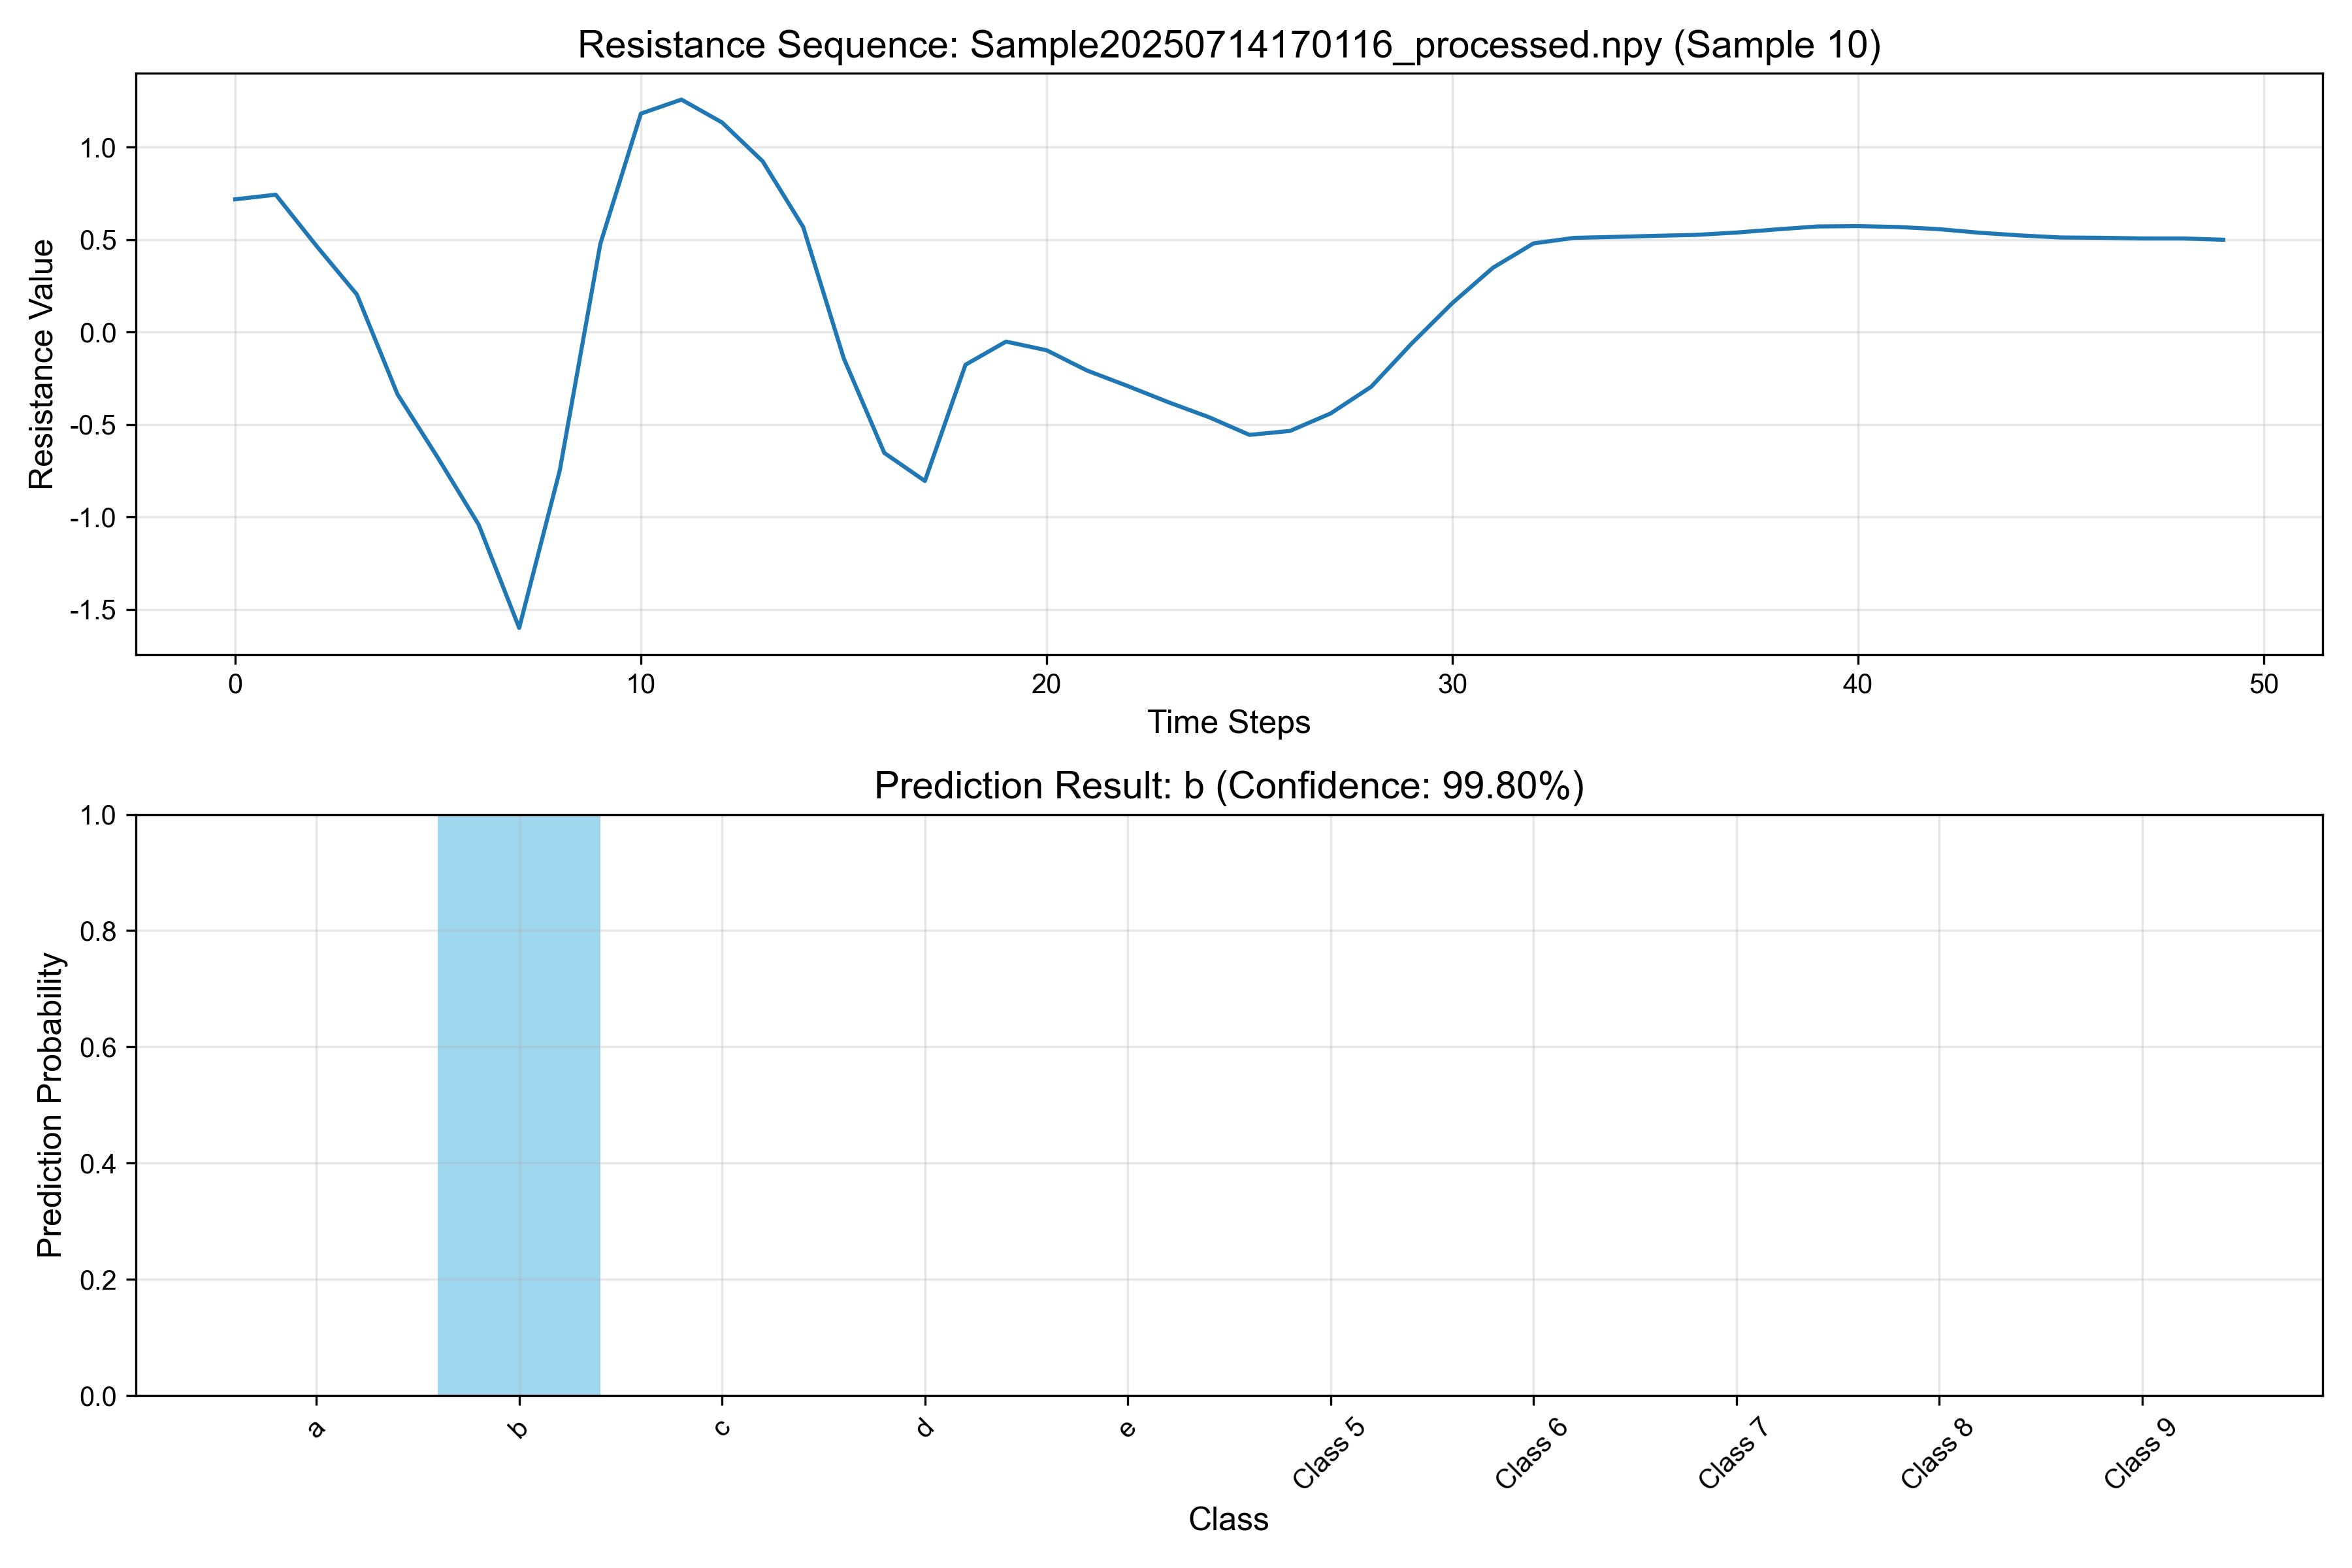 Resistance Sequence: Sample20250714170116_processed.npy (Sample 10)
Resistance Value
1.0
0.5
0.0
-0.5
-1.0
-1.5
0 10 20 30 40 50
Time Steps
Prediction Result: b (Confidence: 99.80%)
Prediction Probability
1.0
0.8
0.6
0.4
0.2
0.0
a b c d e Class 5 Class 6 Class 7 Class 8 Class 9
Class